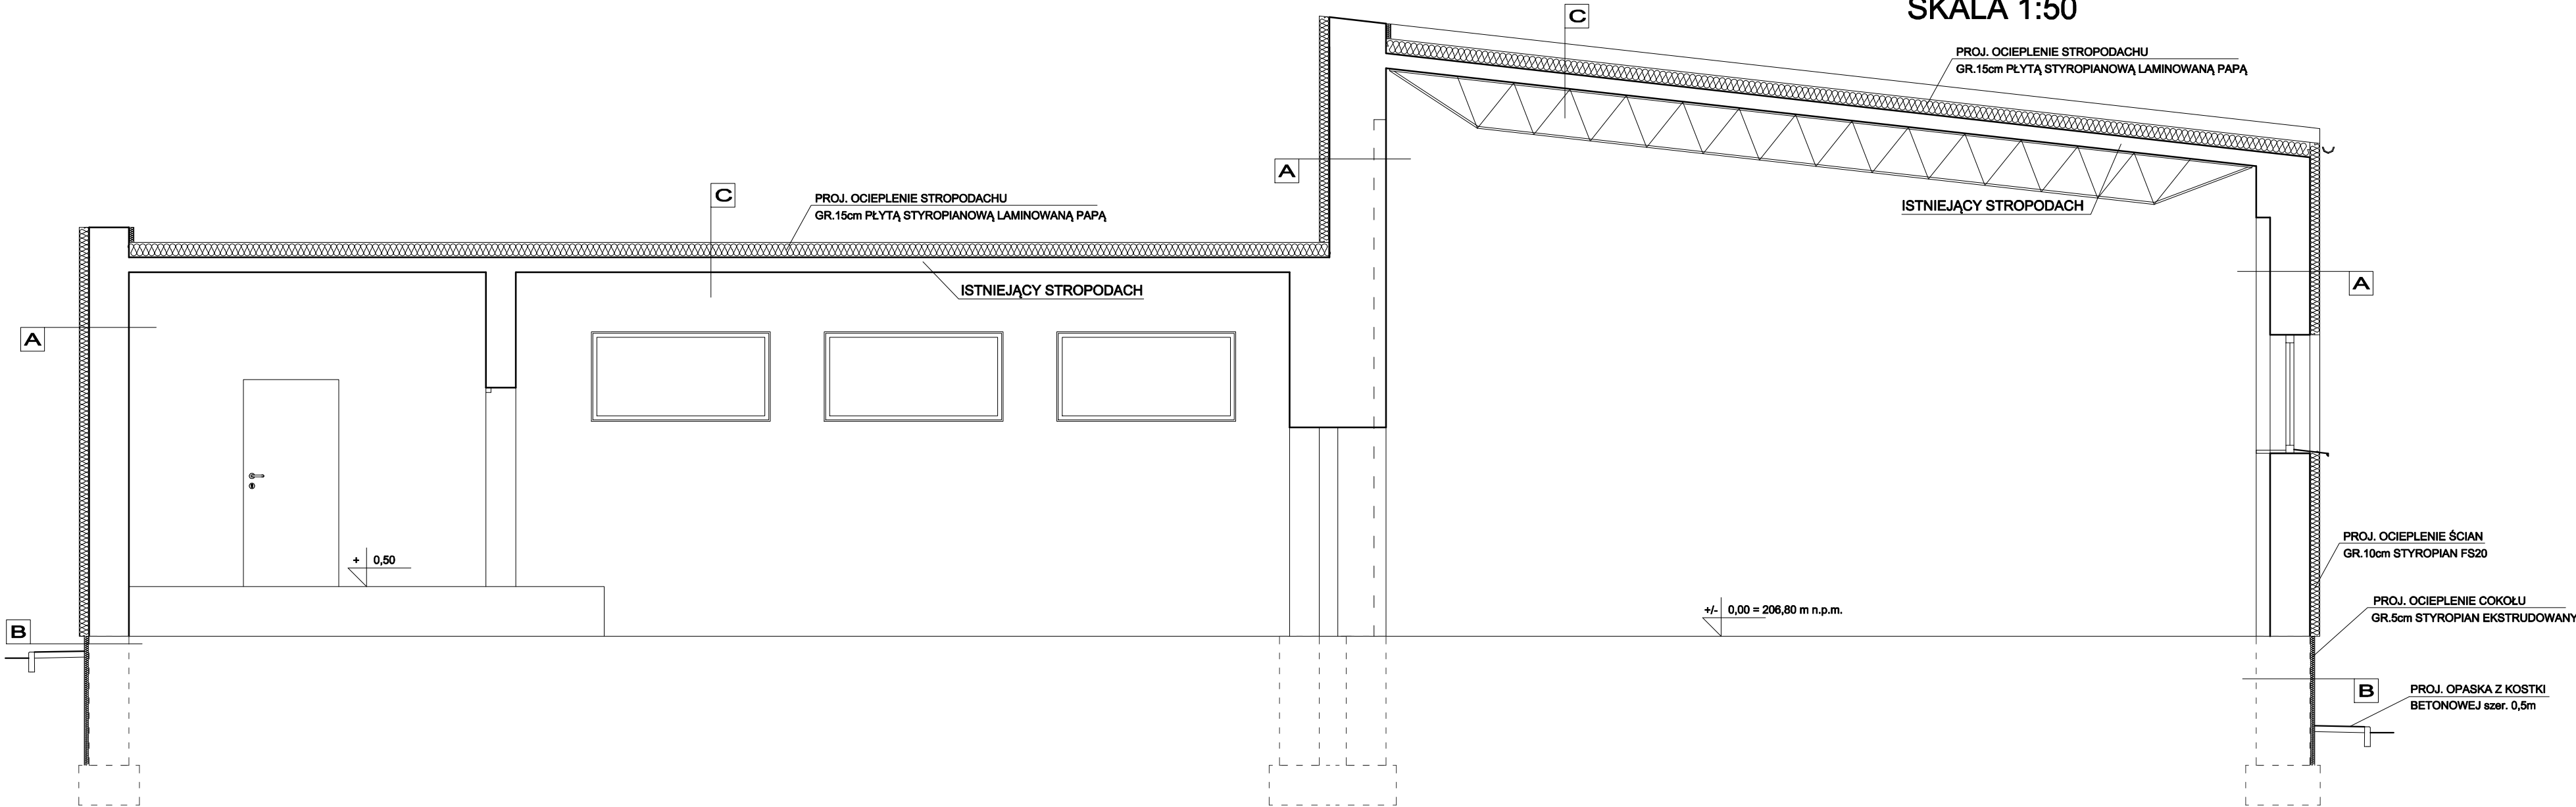 SKALA 1:50
C
PROJ. OCIEPLENIE STROPODACHU
GR.15cm PŁYTĄ STYROPIANOWĄ LAMINOWANĄ PAPĄ
A
C
PROJ. OCIEPLENIE STROPODACHU
GR.15cm PŁYTĄ STYROPIANOWĄ LAMINOWANĄ PAPĄ
ISTNIEJĄCY STROPODACH
ISTNIEJĄCY STROPODACH
A
A
PROJ. OCIEPLENIE ŚCIAN
GR.10cm STYROPIAN FS20
+ 0,50
PROJ. OCIEPLENIE COKOŁU
GR.5cm STYROPIAN EKSTRUDOWANY
+/- 0,00 = 206,80 m n.p.m.
B
B
PROJ. OPASKA Z KOSTKI
BETONOWEJ szer. 0,5m